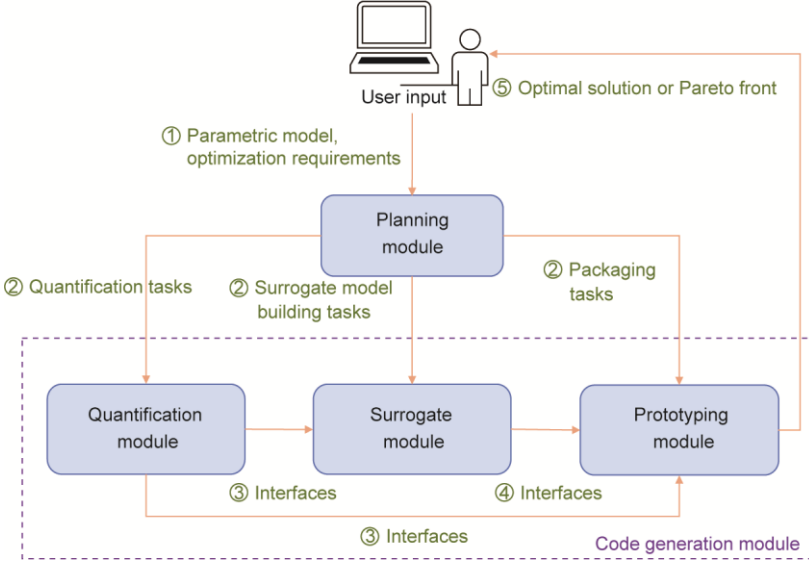 User input
⑤ Optimal solution or Pareto front
① Parametric model,
optimization requirements
Planning
module
② Quantification tasks
② Surrogate model
building tasks
② Packaging
tasks
Quantification
module
Surrogate
module
Prototyping
module
③ Interfaces
④ Interfaces
③ Interfaces
Code generation module